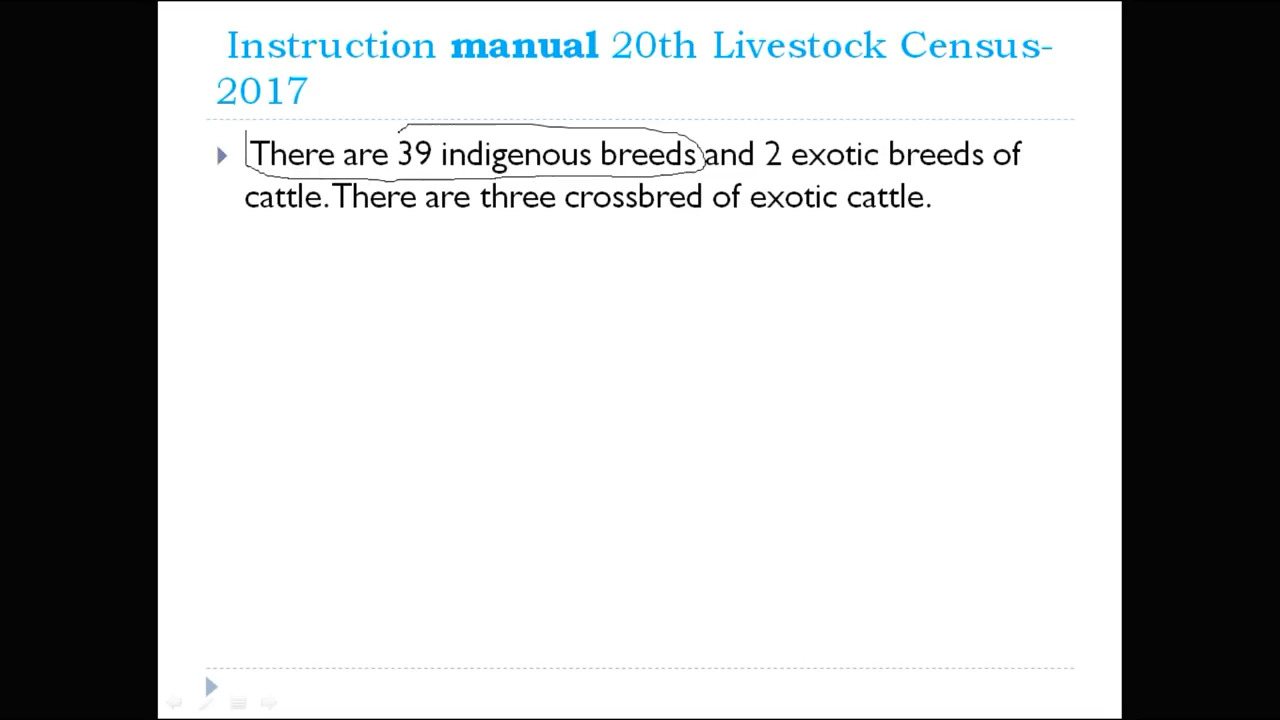 Instruction manual 20th Livestock Census-
2017
There are 39 indigenous breeds and 2 exotic breeds of
cattle. There are three crossbred of exotic cattle.